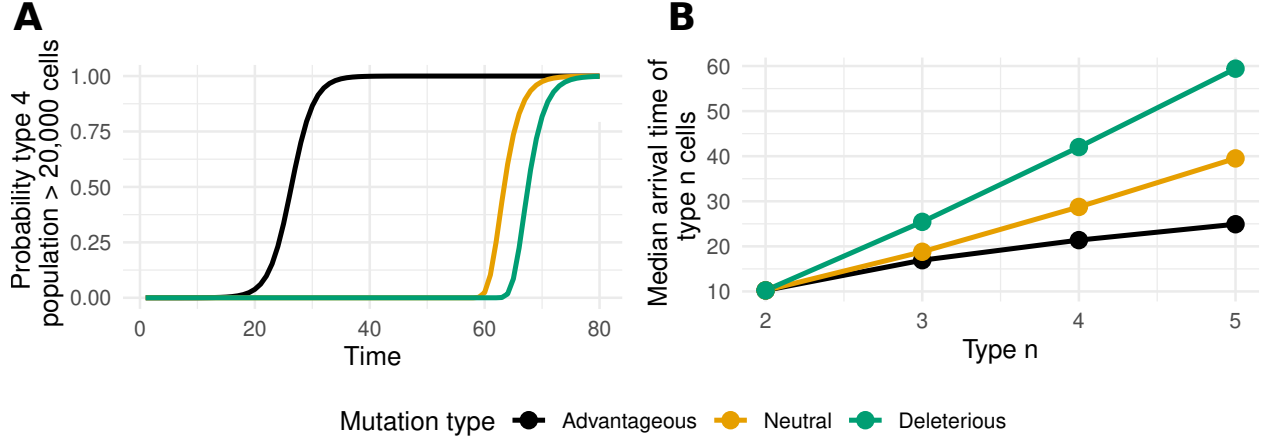 A
Probability type 4
population > 20,000 cells
1.00
0.75
0.50
0.25
0.00
0 20 40 60 80
Time
B
Median arrival time of
type n cells
60
50
40
30
20
10
2 3 4 5
Type n
Mutation type Advantageous Neutral Deleterious